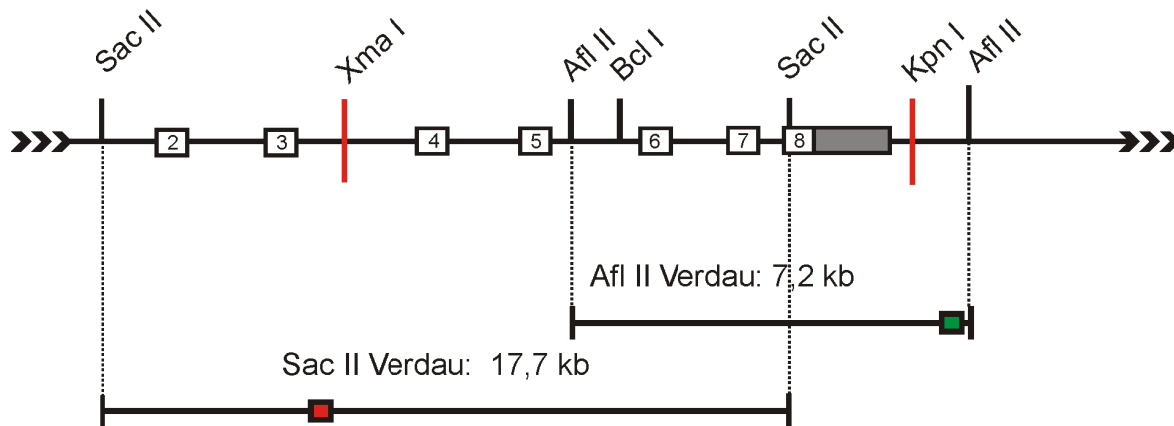 Sac II
Xma I
Afl II
Bcl I
Sac II
Kpn I
Afl II
2
3
4
5
6
7
8
Afl II Verdau: 7,2 kb
Sac II Verdau: 17,7 kb